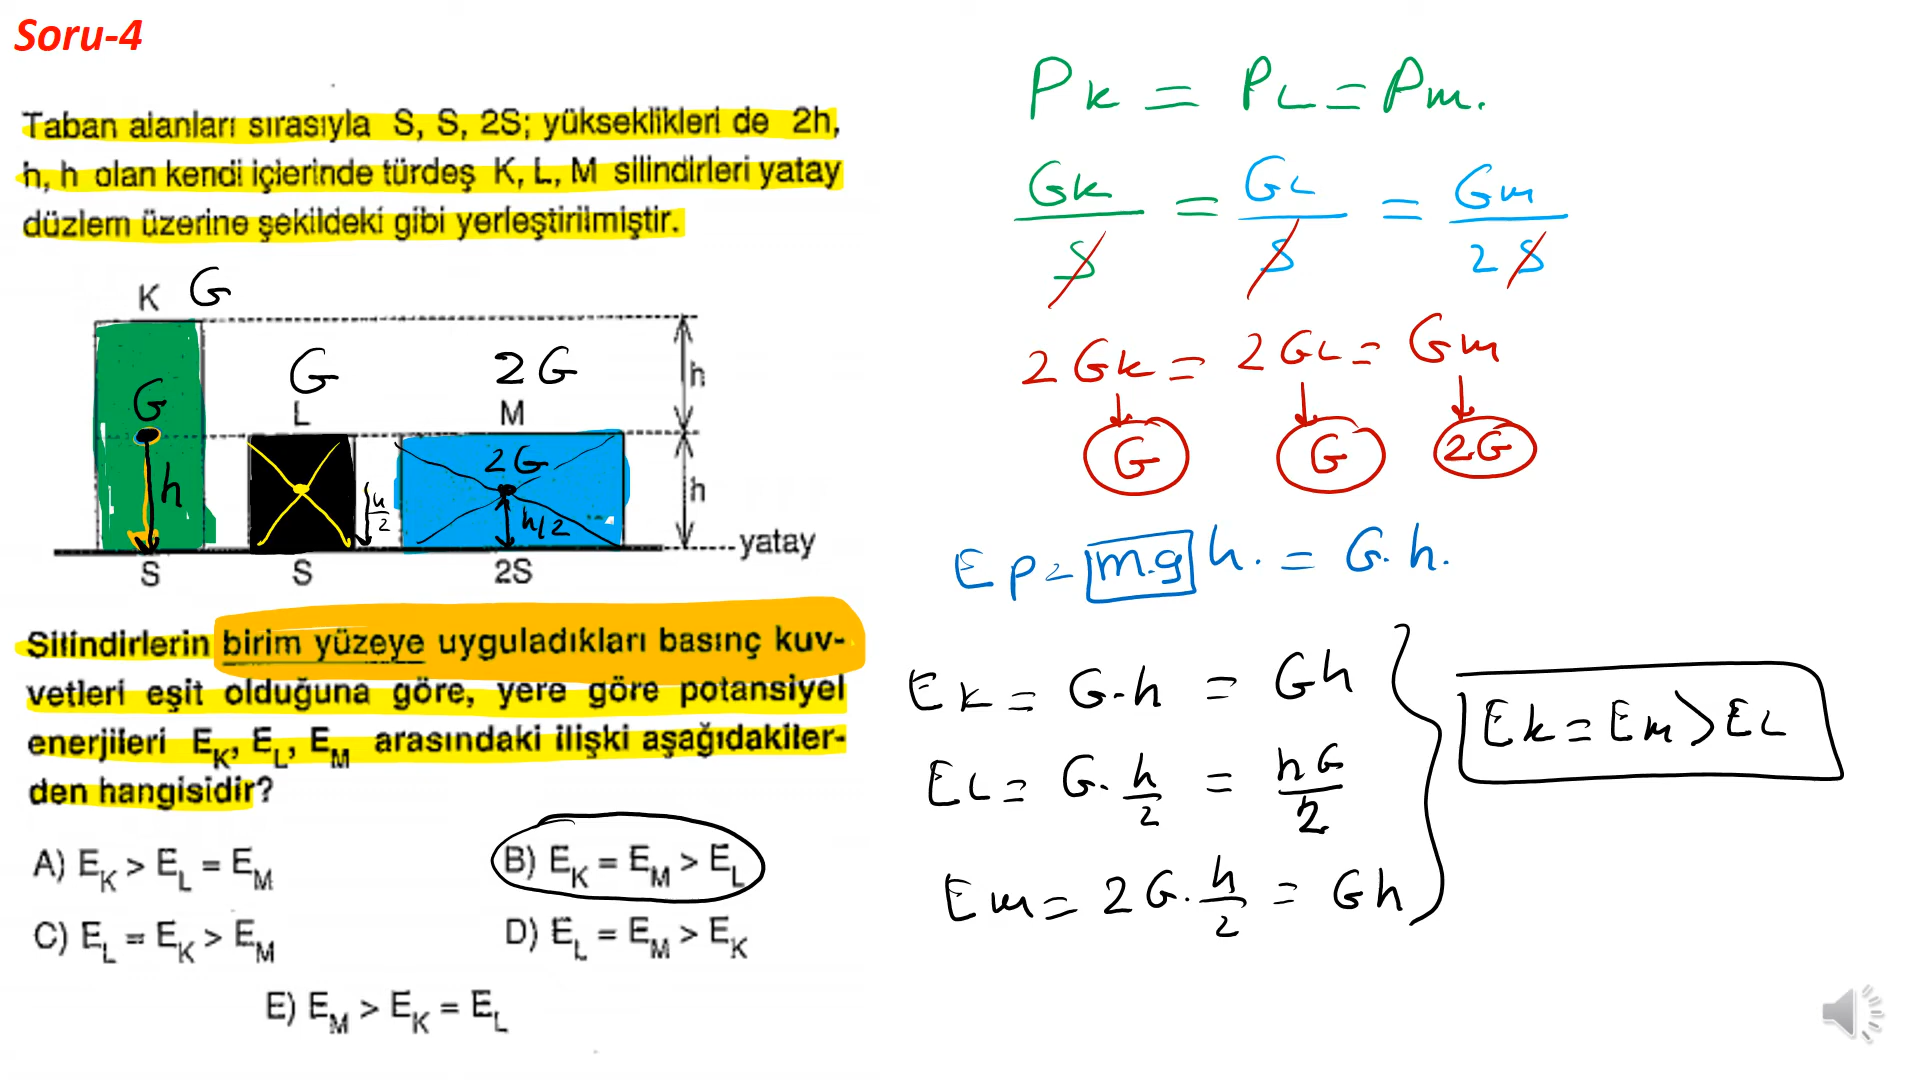 Soru-4
Taban alanları sırasıyla S, S, 2S; yükseklikleri de 2h,
h, h olan kendi içlerinde türdeş K, L, M silindirleri yatay
düzlem üzerine şekildeki gibi yerleştirilmiştir.
K G
G 2G
L M
G
h
h
h/2
2G
h/2
h
yatay
S S 2S
Silindirlerin birim yüzeye uyguladıkları basınç kuv-
vetleri eşit olduğuna göre, yere göre potansiyel
enerjileri E_K, E_L, E_M arasındaki ilişki aşağıdakiler-
den hangisidir?
A) E_K > E_L = E_M
B) E_K = E_M > E_L
C) E_L = E_K > E_M
D) E_L = E_M > E_K
E) E_M > E_K = E_L
PK = PL = Pm.
GK/S = GL/S = Gm/2S
2GK = 2GL = Gm
G G 2G
EP = m.g h. = G.h.
EK = G.h = Gh
EL = G.h/2 = hG/2
Em = 2G.h/2 = Gh
EK = Em > EL